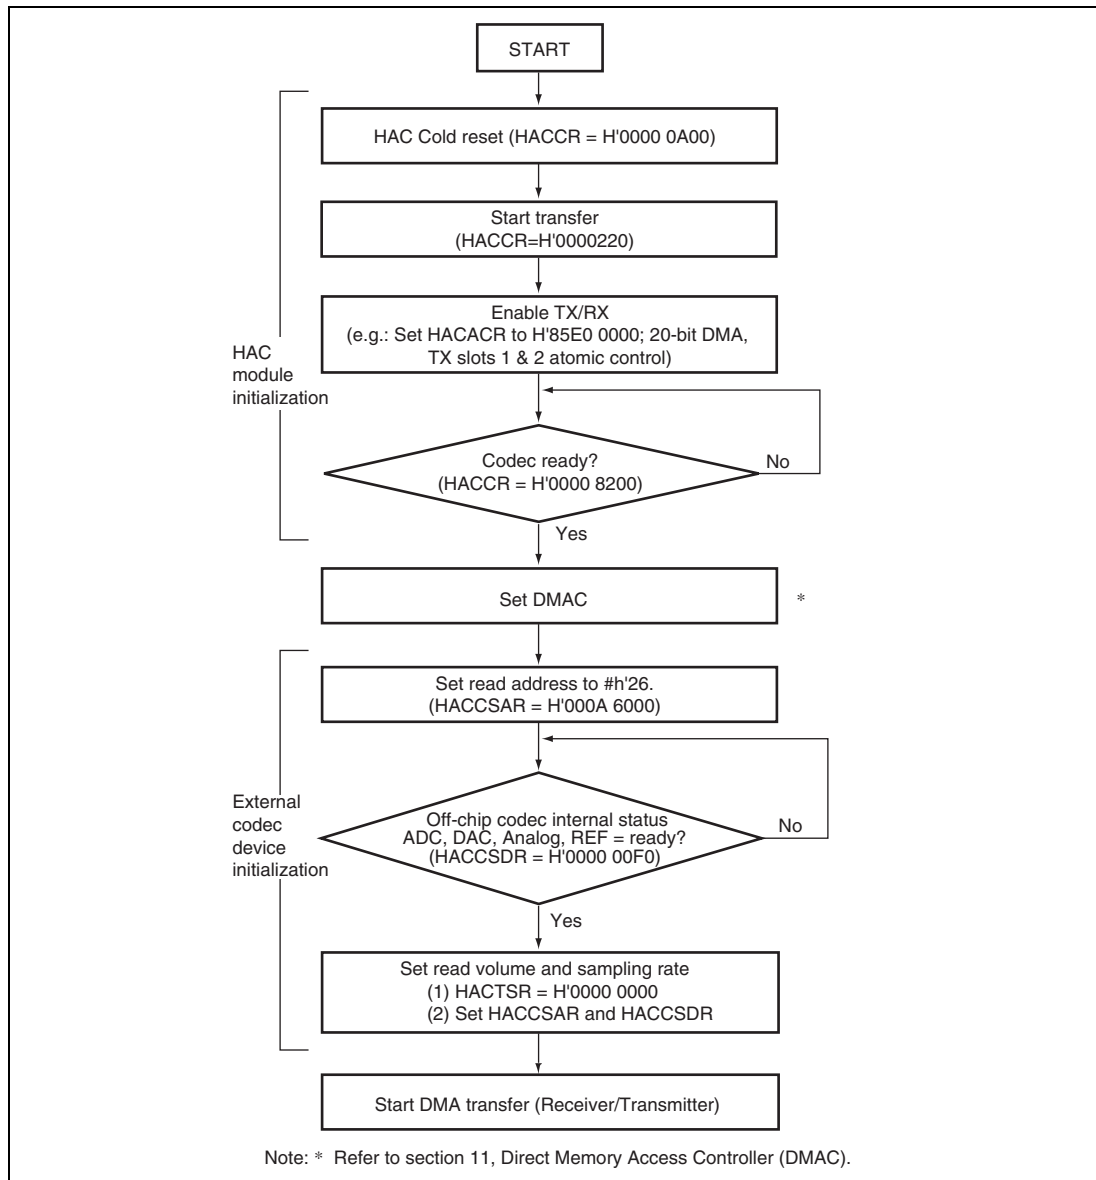 START
HAC Cold reset (HACCR = H'0000 0A00)
Start transfer
(HACCR=H'0000220)
Enable TX/RX
(e.g.: Set HACACR to H'85E0 0000; 20-bit DMA,
TX slots 1 & 2 atomic control)
HAC
module
initialization
Codec ready?
(HACCR = H'0000 8200)
No
Yes
Set DMAC
*
Set read address to #h'26.
(HACCSAR = H'000A 6000)
External
codec
device
initialization
Off-chip codec internal status
ADC, DAC, Analog, REF = ready?
(HACCSDR = H'0000 00F0)
No
Yes
Set read volume and sampling rate
(1) HACTSR = H'0000 0000
(2) Set HACCSAR and HACCSDR
Start DMA transfer (Receiver/Transmitter)
Note: * Refer to section 11, Direct Memory Access Controller (DMAC).